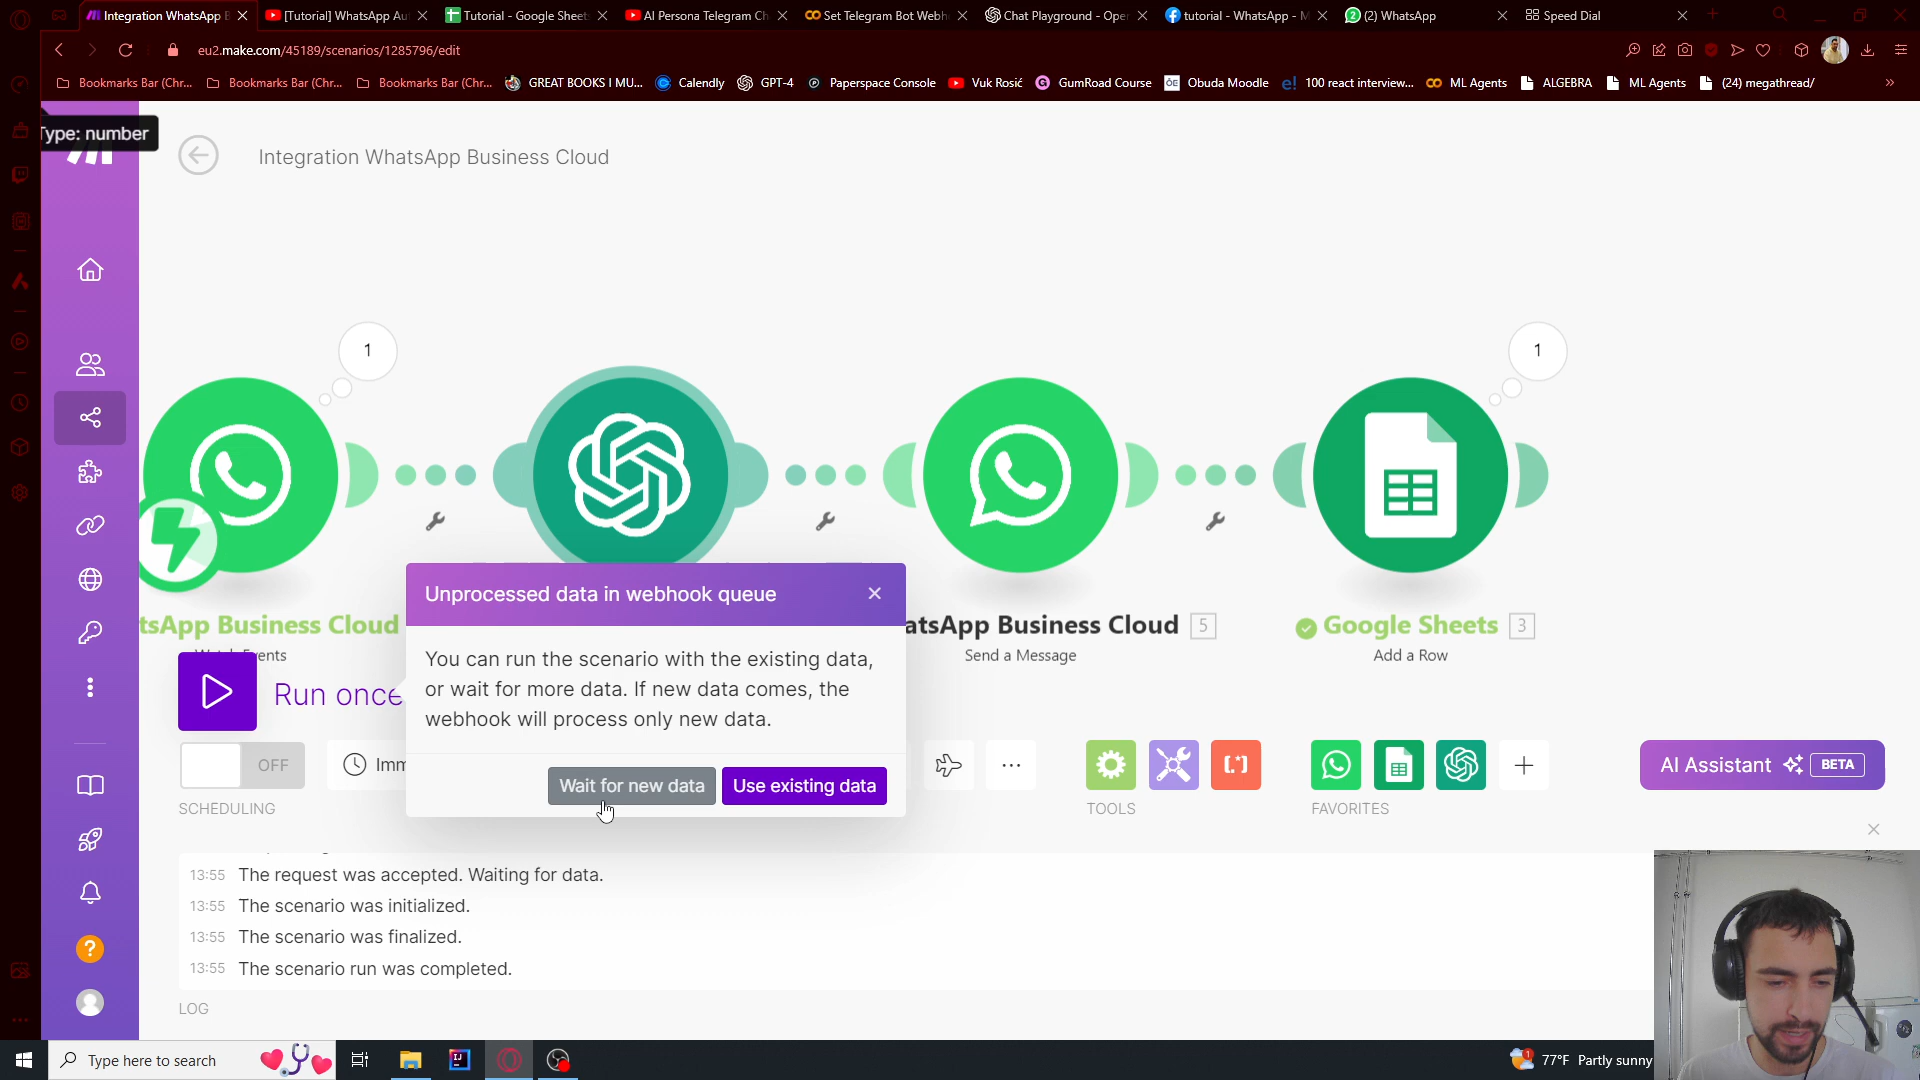 Integration WhatsApp B
[Tutorial] WhatsApp Au
Tutorial - Google Sheet
AI Persona Telegram Ch
Set Telegram Bot Webh
Chat Playground - Ope
tutorial - WhatsApp - M
(2) WhatsApp
Speed Dial
eu2.make.com/45189/scenarios/1285796/edit
Bookmarks Bar (Chr...
Bookmarks Bar (Chr...
Bookmarks Bar (Chr...
GREAT BOOKS I MU...
Calendly
GPT-4
Paperspace Console
Vuk Rosić
GumRoad Course
Obuda Moodle
100 react interview...
ML Agents
ALGEBRA
ML Agents
(24) megathread/
Type: number
Integration WhatsApp Business Cloud
1
1
tsApp Business Cloud
atsApp Business Cloud 5
Send a Message
Google Sheets 3
Add a Row
Run once
Unprocessed data in webhook queue
You can run the scenario with the existing data,
or wait for more data. If new data comes, the
webhook will process only new data.
Wait for new data
Use existing data
OFF
Imm
SCHEDULING
TOOLS
FAVORITES
AI Assistant BETA
13:55 The request was accepted. Waiting for data.
13:55 The scenario was initialized.
13:55 The scenario was finalized.
13:55 The scenario run was completed.
LOG
Type here to search
77°F Partly sunny